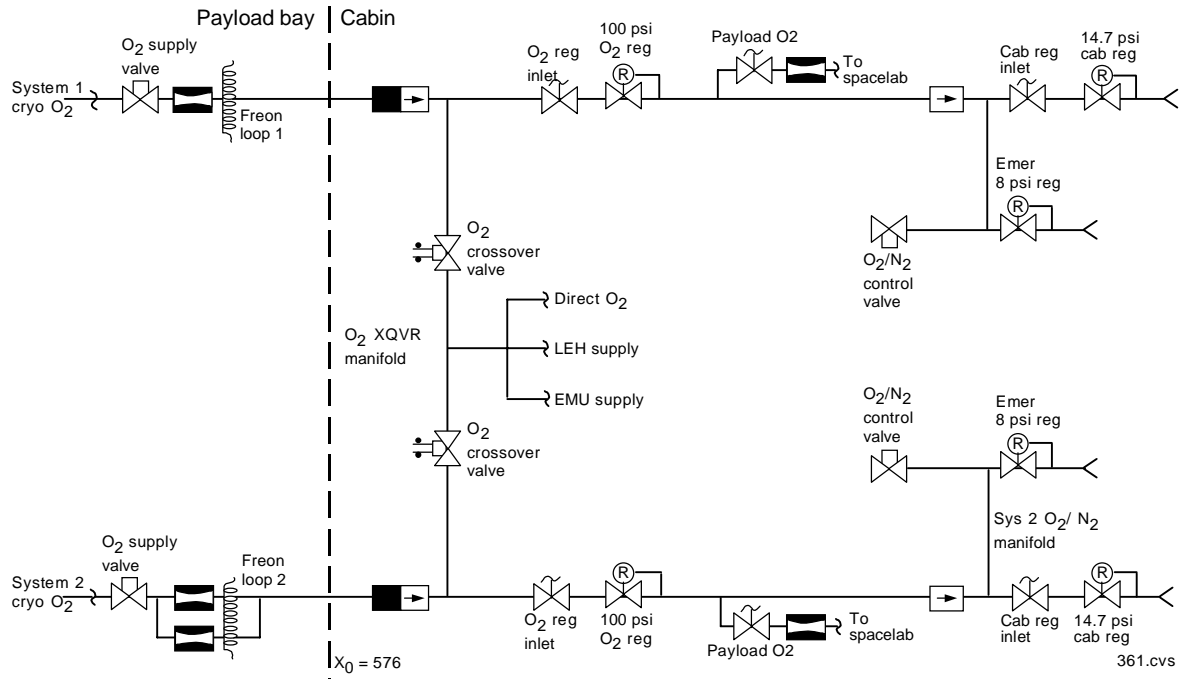 Payload bay
Cabin
O2 supply
valve
System 1
cryo O2
Freon
loop 1
O2 reg
inlet
100 psi
O2 reg
R
Payload O2
To
spacelab
Cab reg
inlet
14.7 psi
cab reg
R
Emer
8 psi reg
R
O2/N2
control
valve
O2
crossover
valve
Direct O2
O2 XQVR
manifold
LEH supply
EMU supply
O2
crossover
valve
O2/N2
control
valve
Emer
8 psi reg
R
Sys 2 O2/ N2
manifold
O2 supply
valve
Freon
loop 2
System 2
cryo O2
R
O2 reg
inlet
100 psi
O2 reg
Payload O2
To
spacelab
R
Cab reg
inlet
14.7 psi
cab reg
X0 = 576
361.cvs